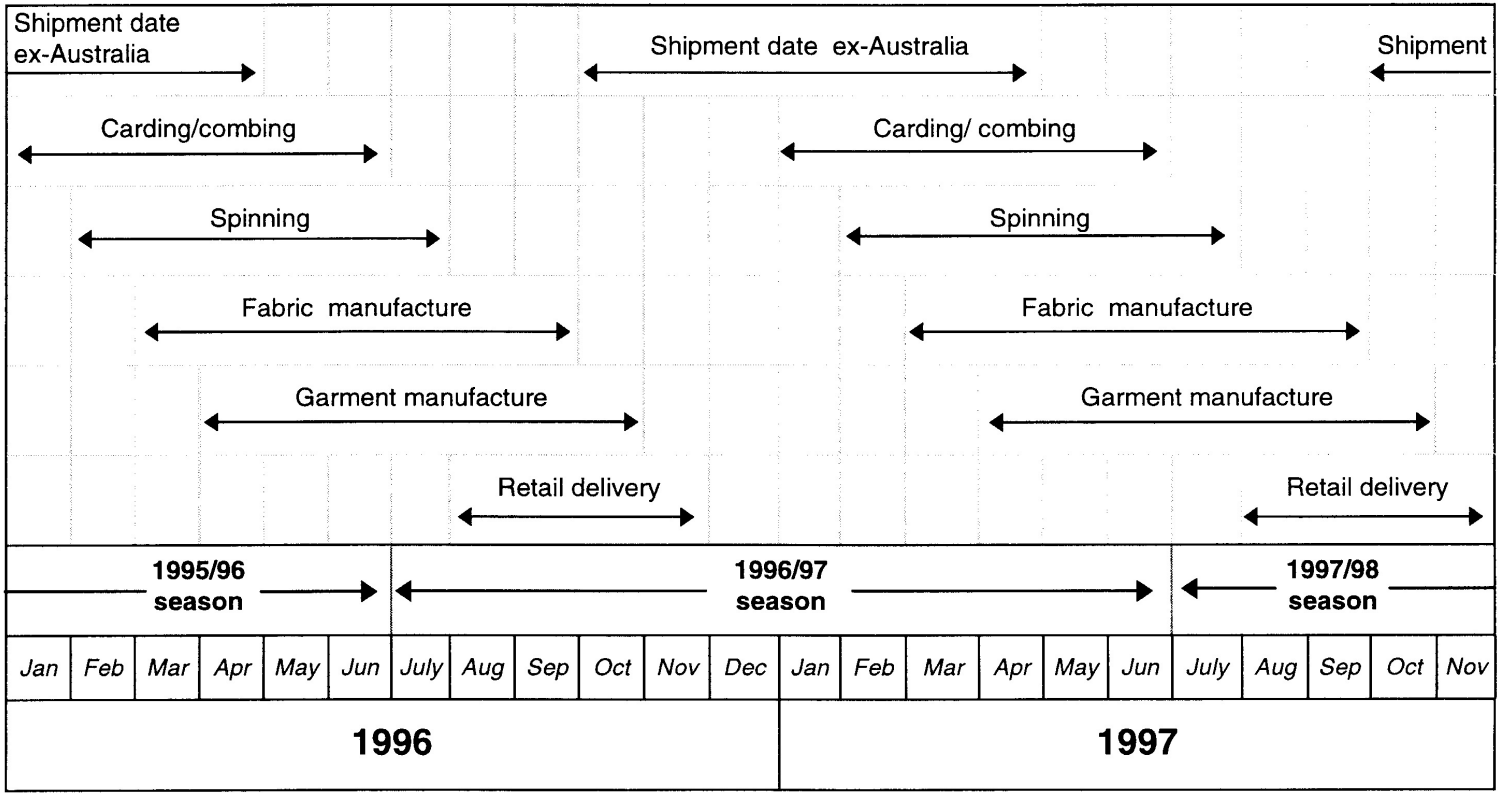 Shipment date
ex-Australia
Shipment date ex-Australia
Shipment
Carding/combing
Carding/ combing
Spinning
Spinning
Fabric manufacture
Fabric manufacture
Garment manufacture
Garment manufacture
Retail delivery
Retail delivery
1995/96
season
1996/97
season
1997/98
season
Jan Feb Mar Apr May Jun July Aug Sep Oct Nov Dec Jan Feb Mar Apr May Jun July Aug Sep Oct Nov
1996 1997